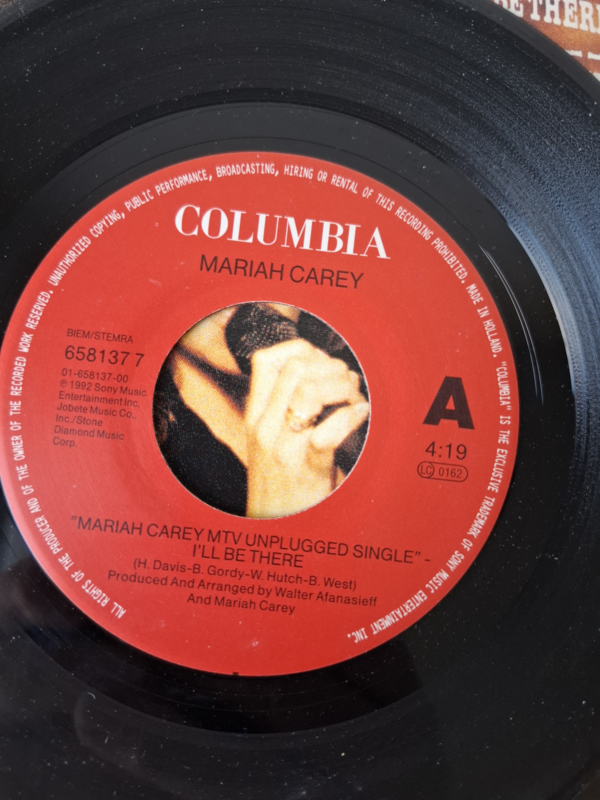 E THERE
COLUMBIA
MARIAH CAREY
BIEM/STEMRA
658137 7
01-658137-00
℗ 1992 Sony Music
Entertainment Inc.
Jobete Music Co.,
Inc./Stone
Diamond Music
Corp.
A
4:19
LC 0162
"MARIAH CAREY MTV UNPLUGGED SINGLE" -
I'LL BE THERE
(H. Davis-B. Gordy-W. Hutch-B. West)
Produced And Arranged by Walter Afanasieff
And Mariah Carey
ALL RIGHTS OF THE PRODUCER AND OF THE OWNER OF THE RECORDED WORK RESERVED. UNAUTHORIZED COPYING, PUBLIC PERFORMANCE, BROADCASTING, HIRING OR RENTAL OF THIS RECORDING PROHIBITED. MADE IN HOLLAND. "COLUMBIA" IS THE EXCLUSIVE TRADEMARK OF SONY MUSIC ENTERTAINMENT INC.